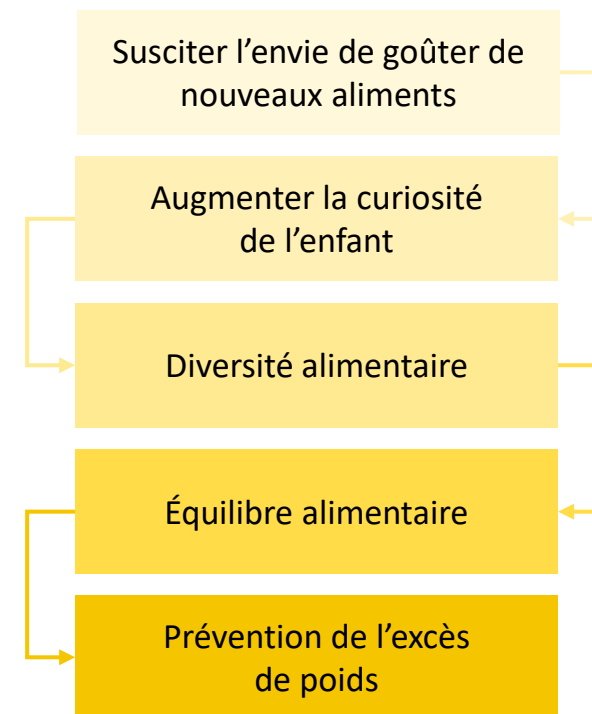 Susciter l’envie de goûter de
nouveaux aliments
Augmenter la curiosité
de l’enfant
Diversité alimentaire
Équilibre alimentaire
Prévention de l’excès
de poids